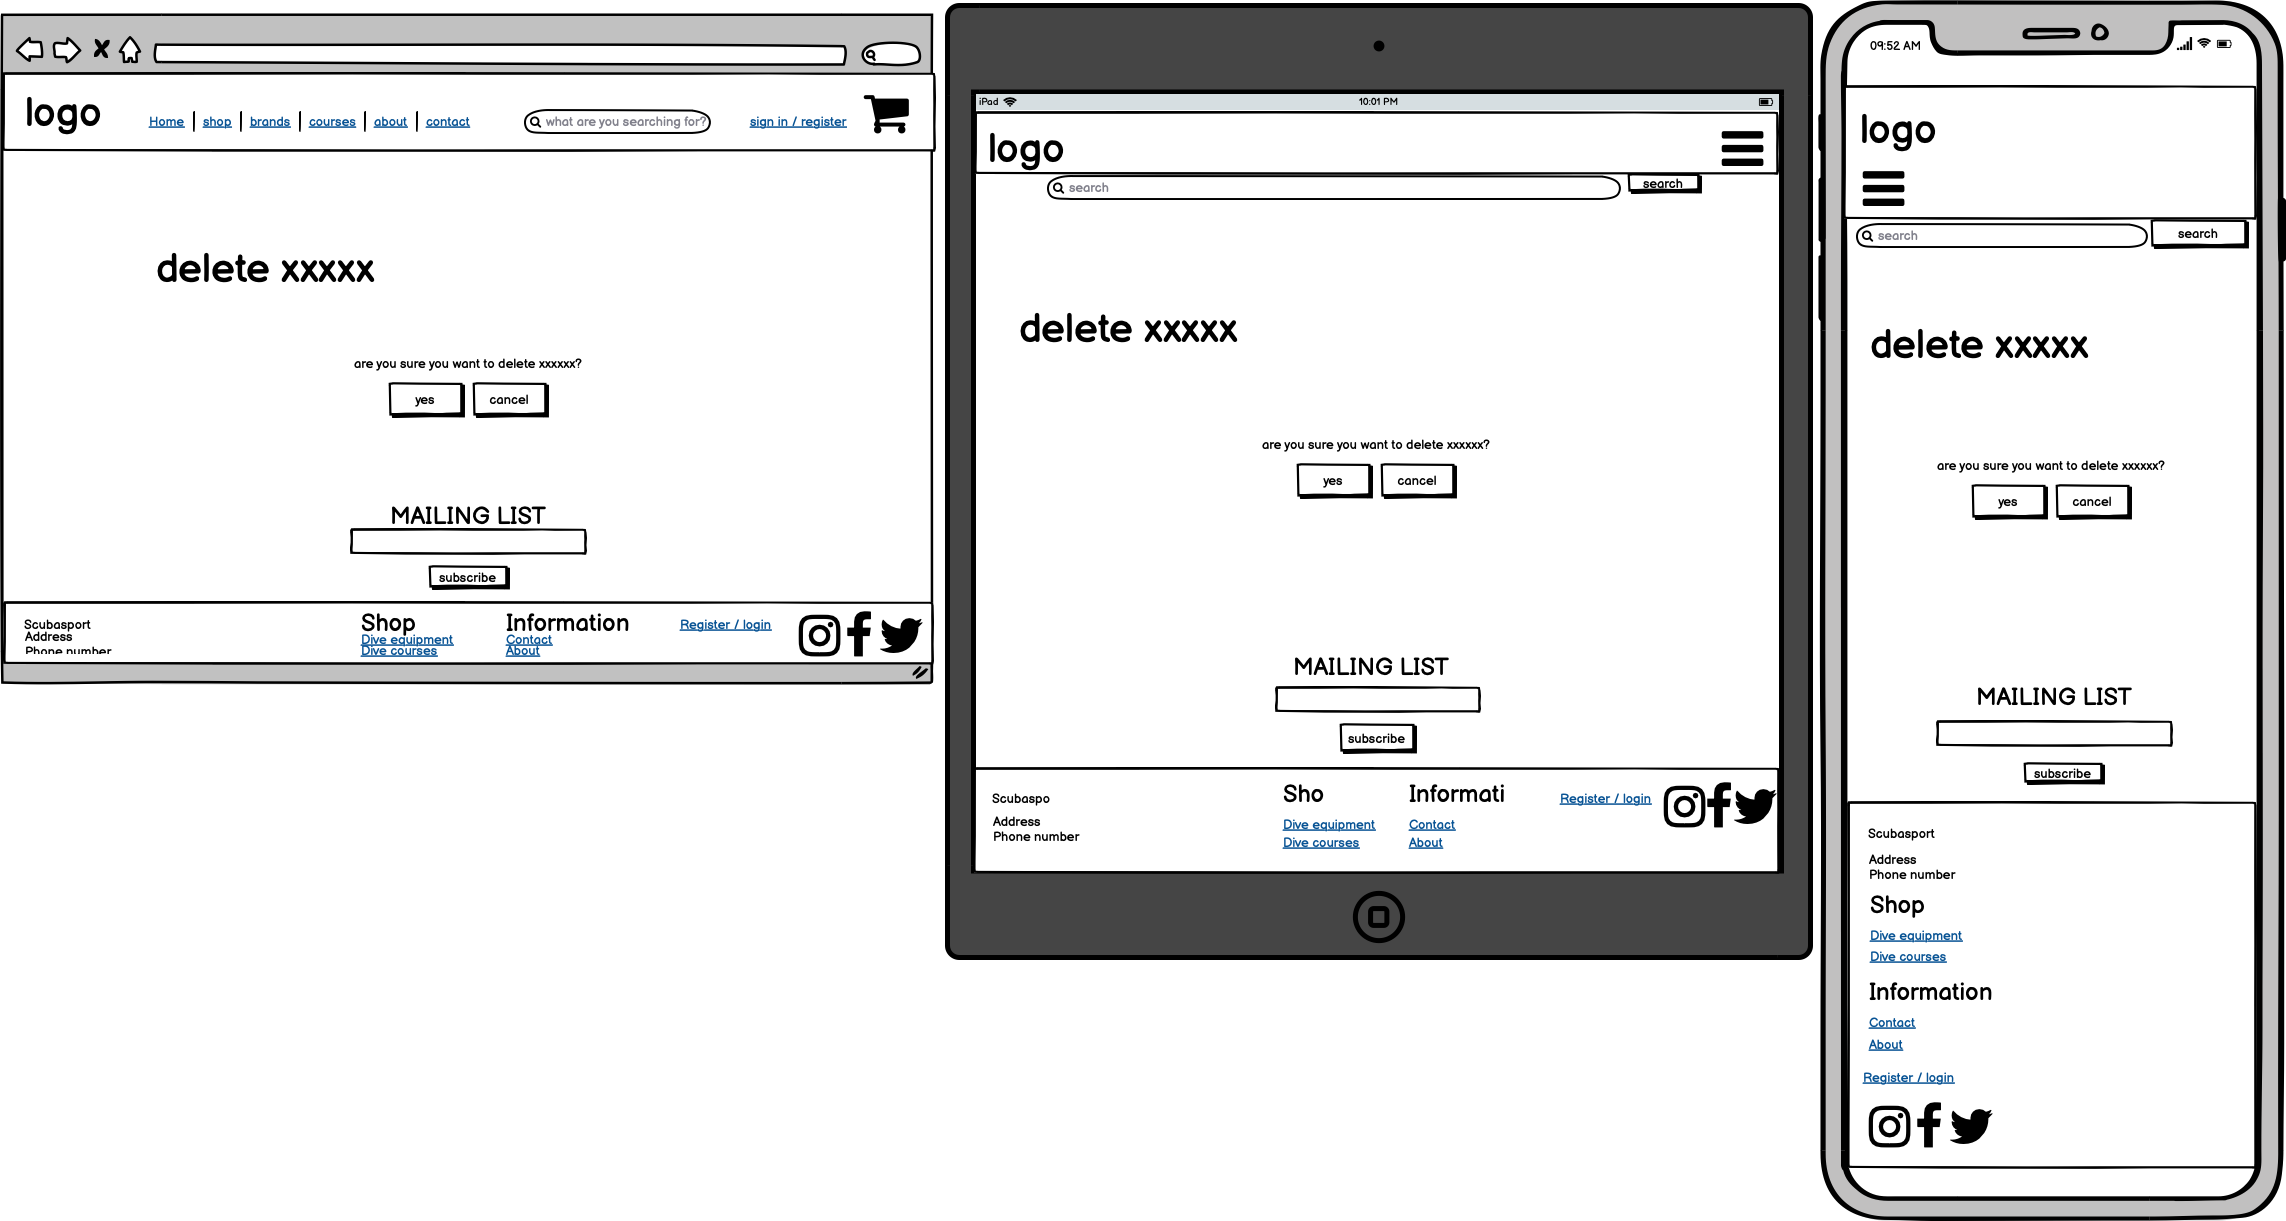 logo
Home | shop | brands | courses | about | contact
what are you searching for?
sign in / register
delete xxxxx
are you sure you want to delete xxxxxx?
yes
cancel
MAILING LIST
subscribe
Scubasport
Address
Phone number
Shop
Dive equipment
Dive courses
Information
Contact
About
Register / login
iPad
10:01 PM
logo
search
search
delete xxxxx
are you sure you want to delete xxxxxx?
yes
cancel
MAILING LIST
subscribe
Scubaspo
Address
Phone number
Sho
Dive equipment
Dive courses
Informati
Contact
About
Register / login
09:52 AM
logo
search
search
delete xxxxx
are you sure you want to delete xxxxxx?
yes
cancel
MAILING LIST
subscribe
Scubasport
Address
Phone number
Shop
Dive equipment
Dive courses
Information
Contact
About
Register / login